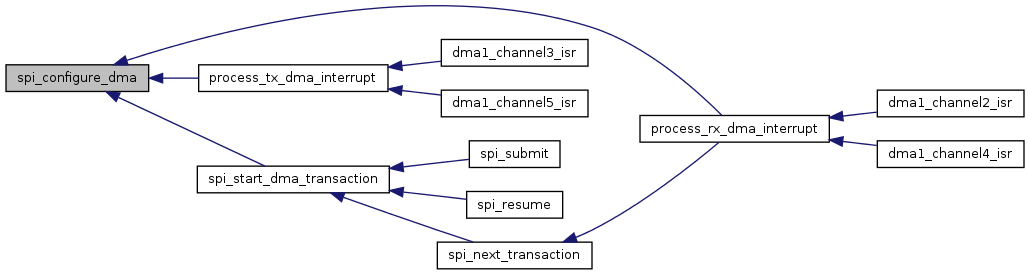 spi_configure_dma
process_tx_dma_interrupt
dma1_channel3_isr
dma1_channel5_isr
process_rx_dma_interrupt
dma1_channel2_isr
dma1_channel4_isr
spi_start_dma_transaction
spi_submit
spi_resume
spi_next_transaction